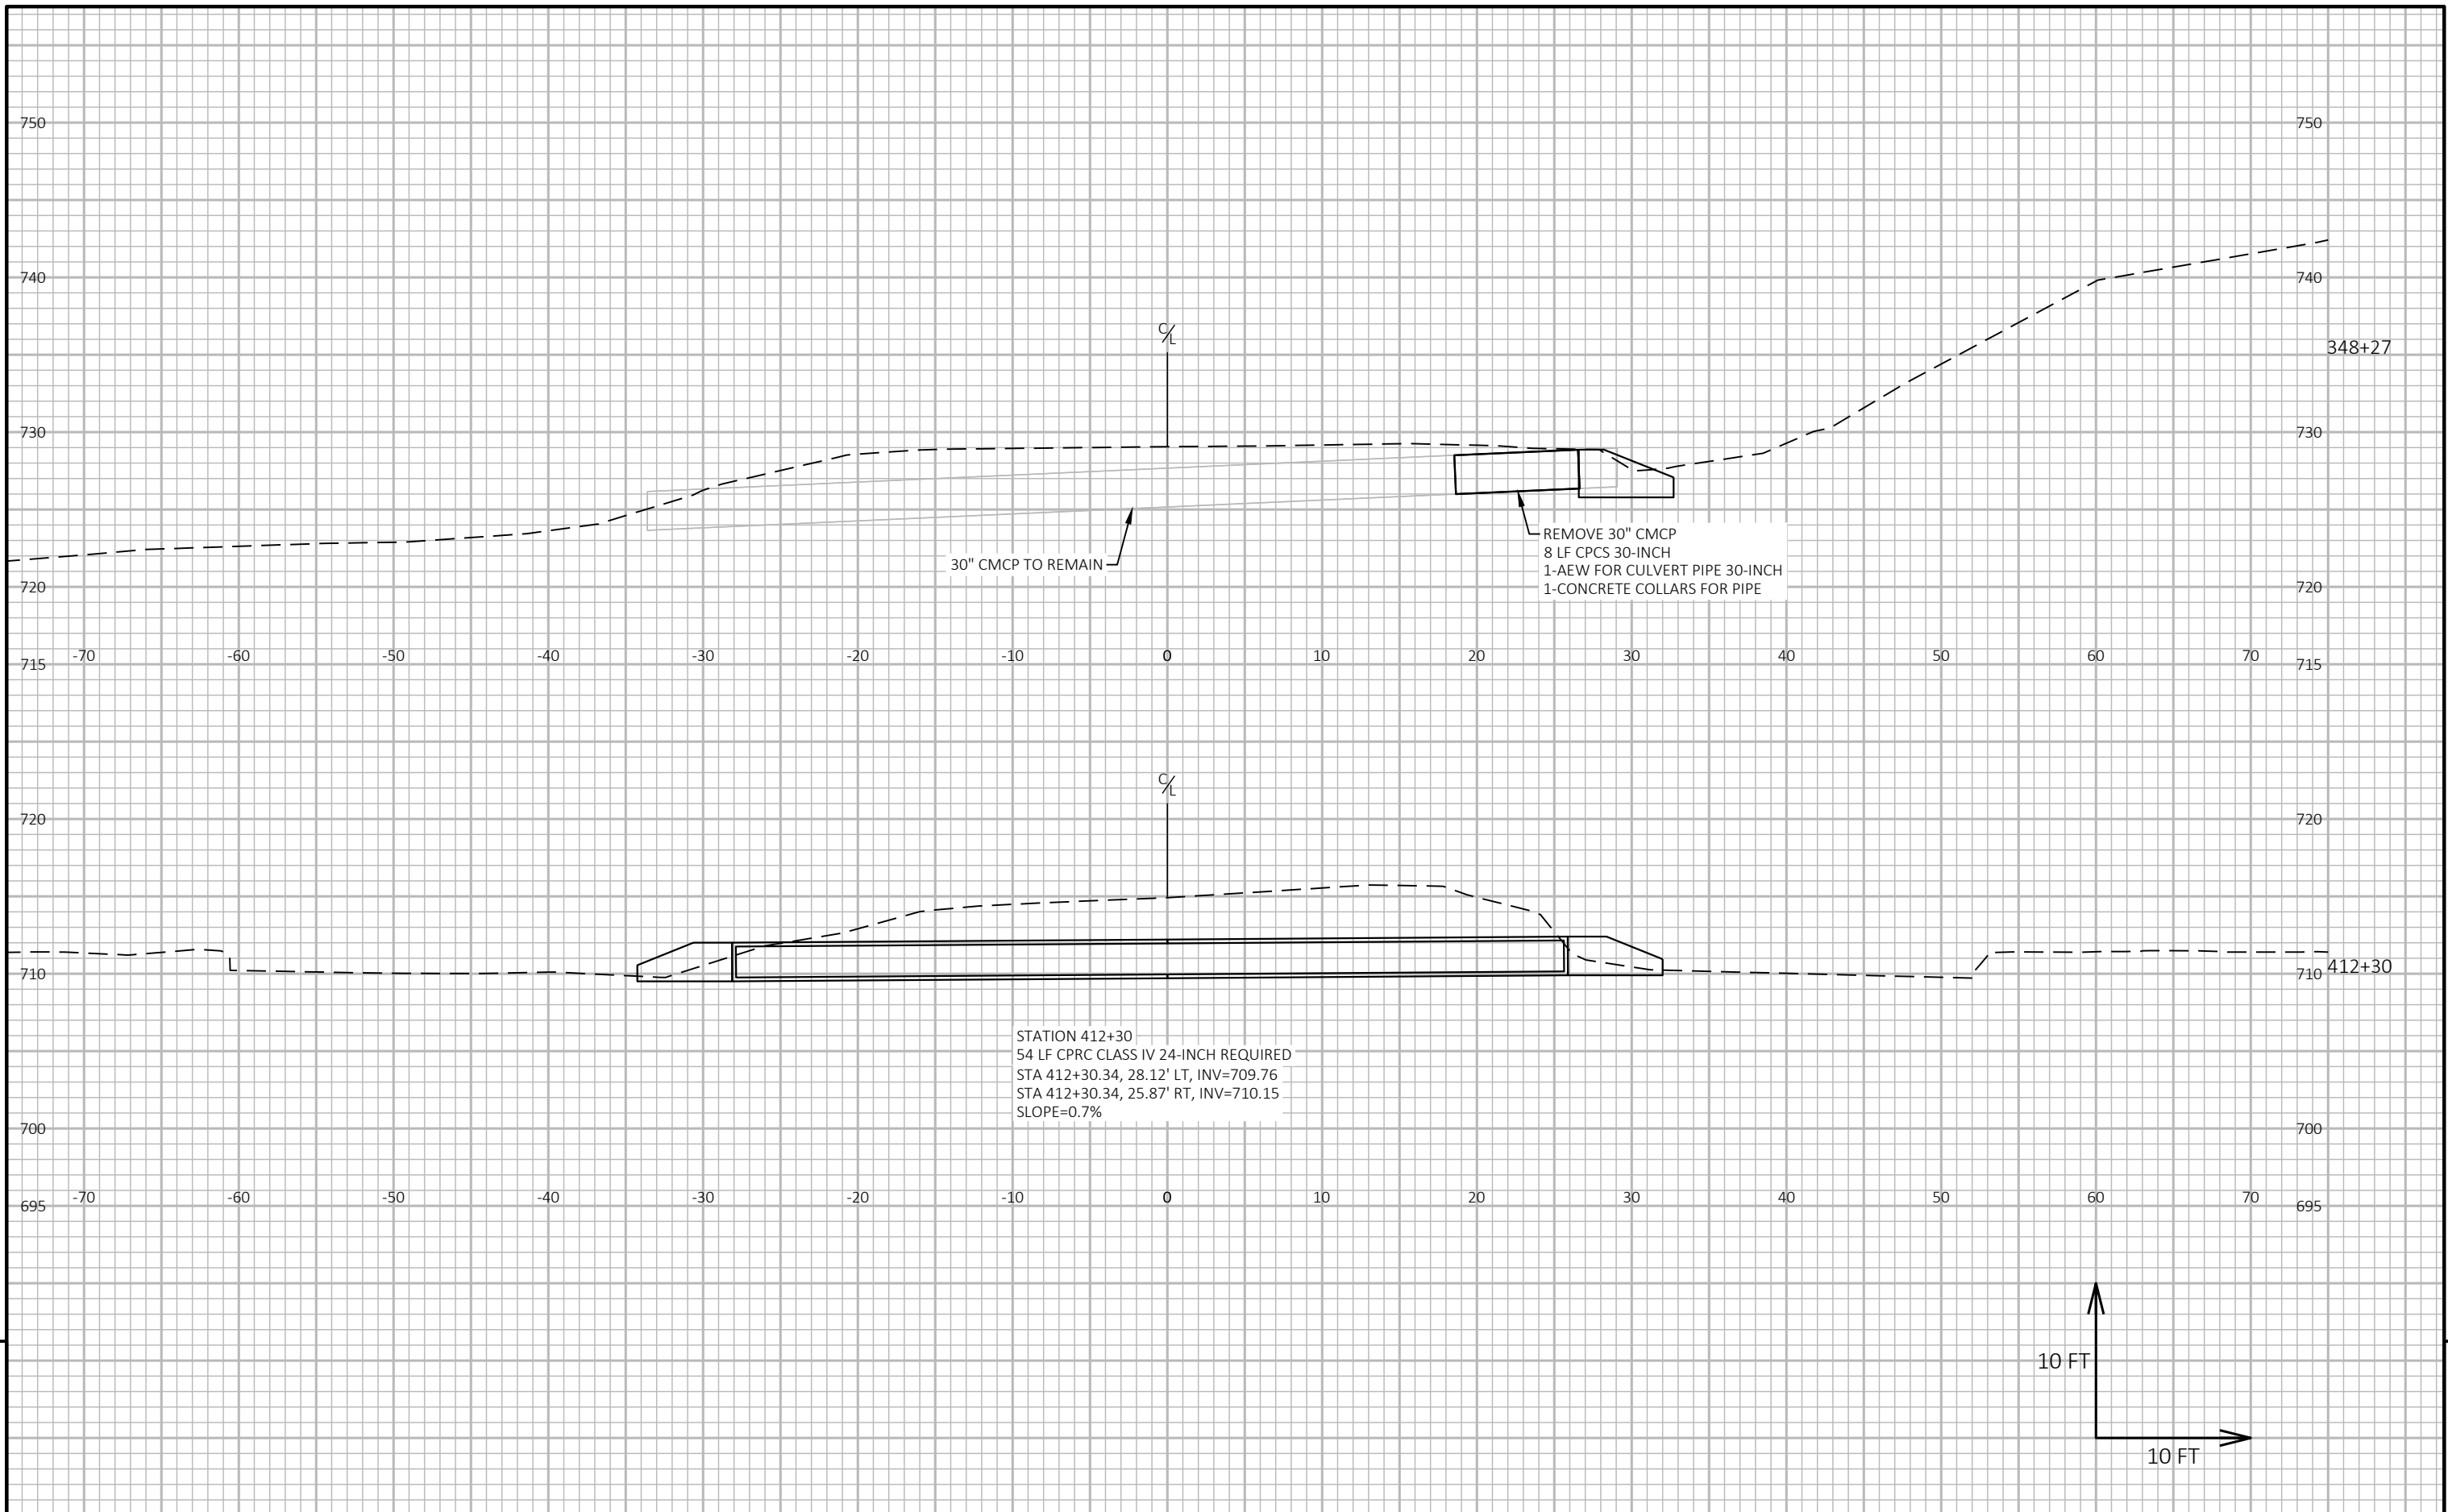 750 750
740 740
C/L
348+27
730 730
REMOVE 30" CMCP
8 LF CPCS 30-INCH
1-AEW FOR CULVERT PIPE 30-INCH
1-CONCRETE COLLARS FOR PIPE
30" CMCP TO REMAIN
720 720
-70 -60 -50 -40 -30 -20 -10 0 10 20 30 40 50 60 70
715 715
C/L
720 720
710 710 412+30
STATION 412+30
54 LF CPRC CLASS IV 24-INCH REQUIRED
STA 412+30.34, 28.12' LT, INV=709.76
STA 412+30.34, 25.87' RT, INV=710.15
SLOPE=0.7%
700 700
-70 -60 -50 -40 -30 -20 -10 0 10 20 30 40 50 60 70
695 695
10 FT
10 FT